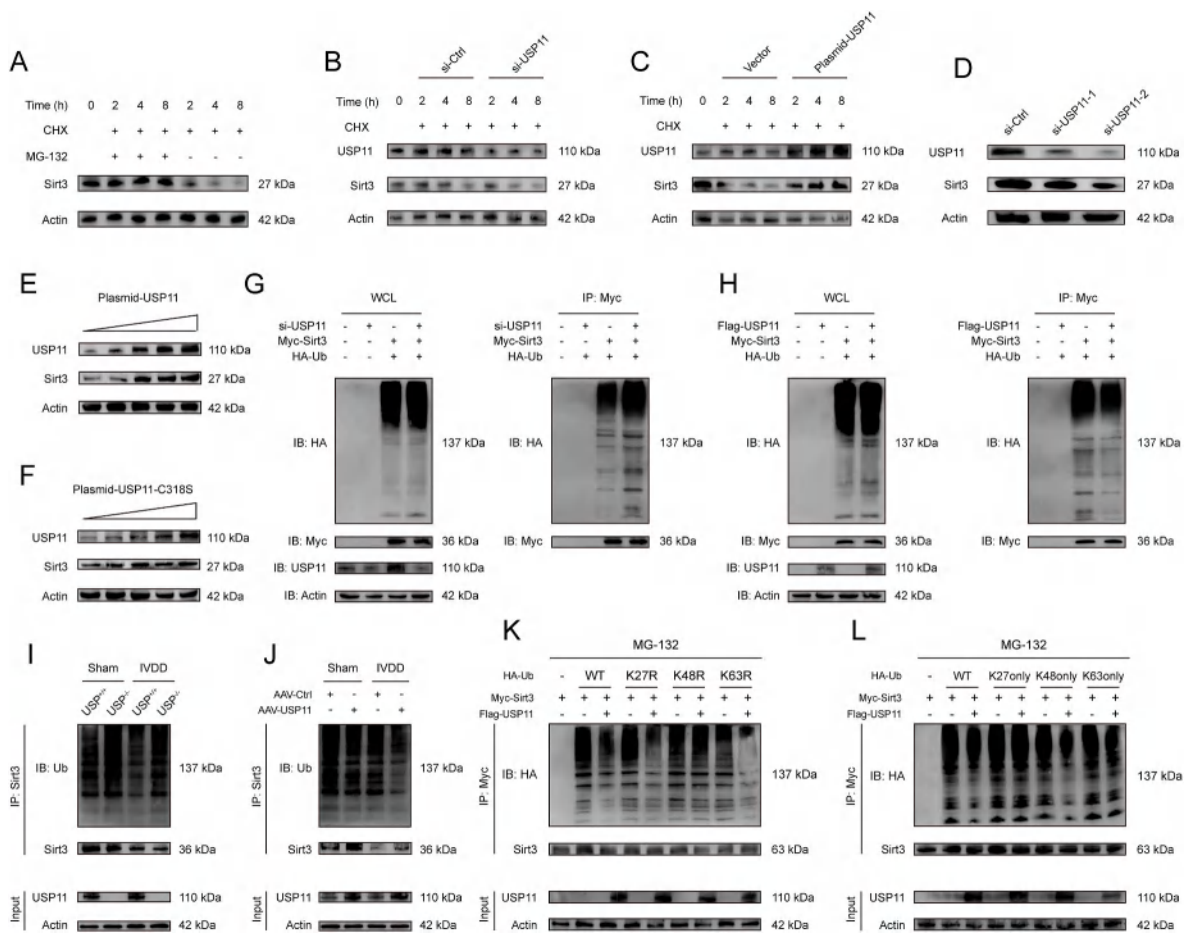 A
Time (h) 0 2 4 8 2 4 8
CHX + + + + + +
MG-132 + + + - - -
Sirt3 27 kDa
Actin 42 kDa
B
si-Ctrl si-USP11
Time (h) 0 2 4 8 2 4 8
CHX + + + + + +
USP11 110 kDa
Sirt3 27 kDa
Actin 42 kDa
C
Vector Plasmid-USP11
Time (h) 0 2 4 8 2 4 8
CHX + + + + + +
USP11 110 kDa
Sirt3 27 kDa
Actin 42 kDa
D
si-Ctrl si-USP11-1 si-USP11-2
USP11 110 kDa
Sirt3 27 kDa
Actin 42 kDa
E
Plasmid-USP11
USP11 110 kDa
Sirt3 27 kDa
Actin 42 kDa
F
Plasmid-USP11-C318S
USP11 110 kDa
Sirt3 27 kDa
Actin 42 kDa
G
WCL
si-USP11 - + - +
Myc-Sirt3 - - + +
HA-Ub - - + +
IB: HA 137 kDa
IB: Myc 36 kDa
IB: USP11 110 kDa
IB: Actin 42 kDa
IP: Myc
si-USP11 - + - +
Myc-Sirt3 - - + +
HA-Ub - - + +
IB: HA 137 kDa
IB: Myc 36 kDa
H
WCL
Flag-USP11 - + - +
Myc-Sirt3 - - + +
HA-Ub - - + +
IB: HA 137 kDa
IB: Myc 36 kDa
IB: USP11 110 kDa
IB: Actin 42 kDa
IP: Myc
Flag-USP11 - + - +
Myc-Sirt3 - - + +
HA-Ub - - + +
IB: HA 137 kDa
IB: Myc 36 kDa
I
Sham IVDD
USP+/+ USP-/- USP+/+ USP-/-
IP: Sirt3
IB: Ub 137 kDa
Sirt3 36 kDa
Input
USP11 110 kDa
Actin 42 kDa
J
Sham IVDD
AAV-Ctrl + - + -
AAV-USP11 - + - +
IP: Sirt3
IB: Ub 137 kDa
Sirt3 36 kDa
Input
USP11 110 kDa
Actin 42 kDa
K
MG-132
HA-Ub - WT K27R K48R K63R
Myc-Sirt3 + + + + + + + + +
Flag-USP11 - - + - + - + - +
IP: Myc
IB: HA 137 kDa
Sirt3 63 kDa
Input
USP11 110 kDa
Actin 42 kDa
L
MG-132
HA-Ub - WT K27only K48only K63only
Myc-Sirt3 + + + + + + + + +
Flag-USP11 - - + - + - + - +
IP: Myc
IB: HA 137 kDa
Sirt3 63 kDa
Input
USP11 110 kDa
Actin 42 kDa